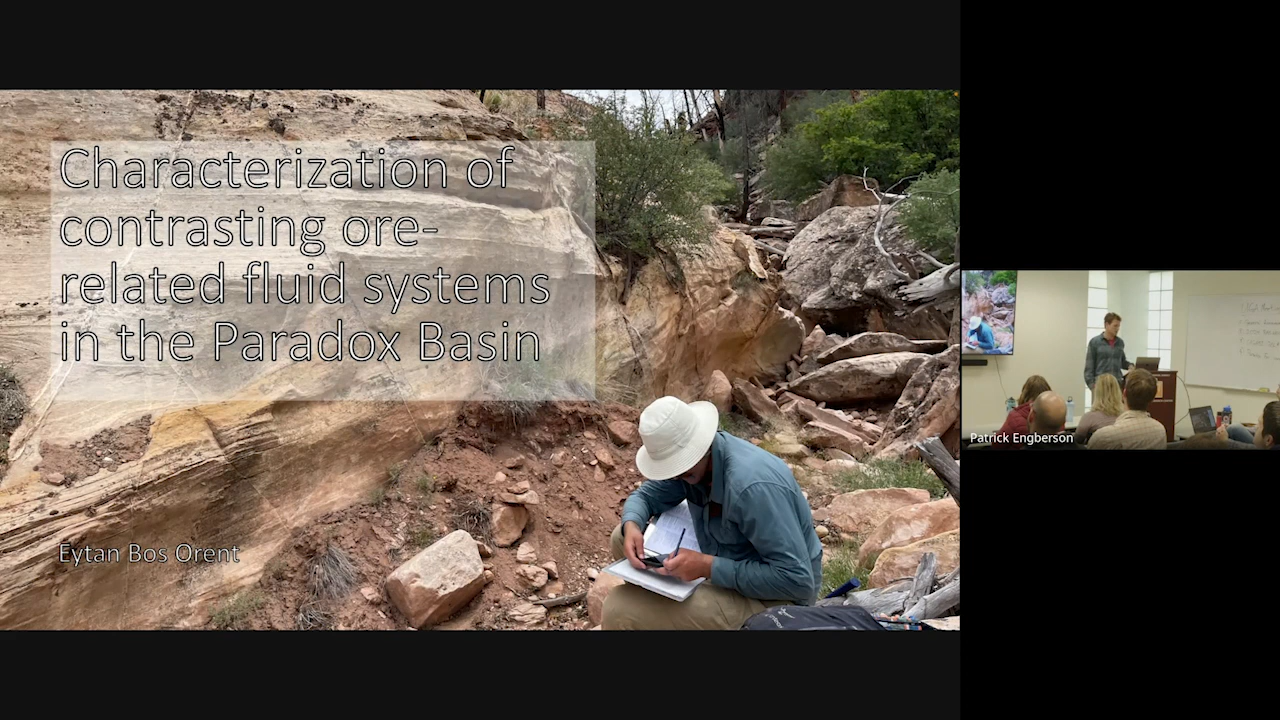 Characterization of
contrasting ore-
related fluid systems
in the Paradox Basin
Eytan Bos Orent
Patrick Engberson